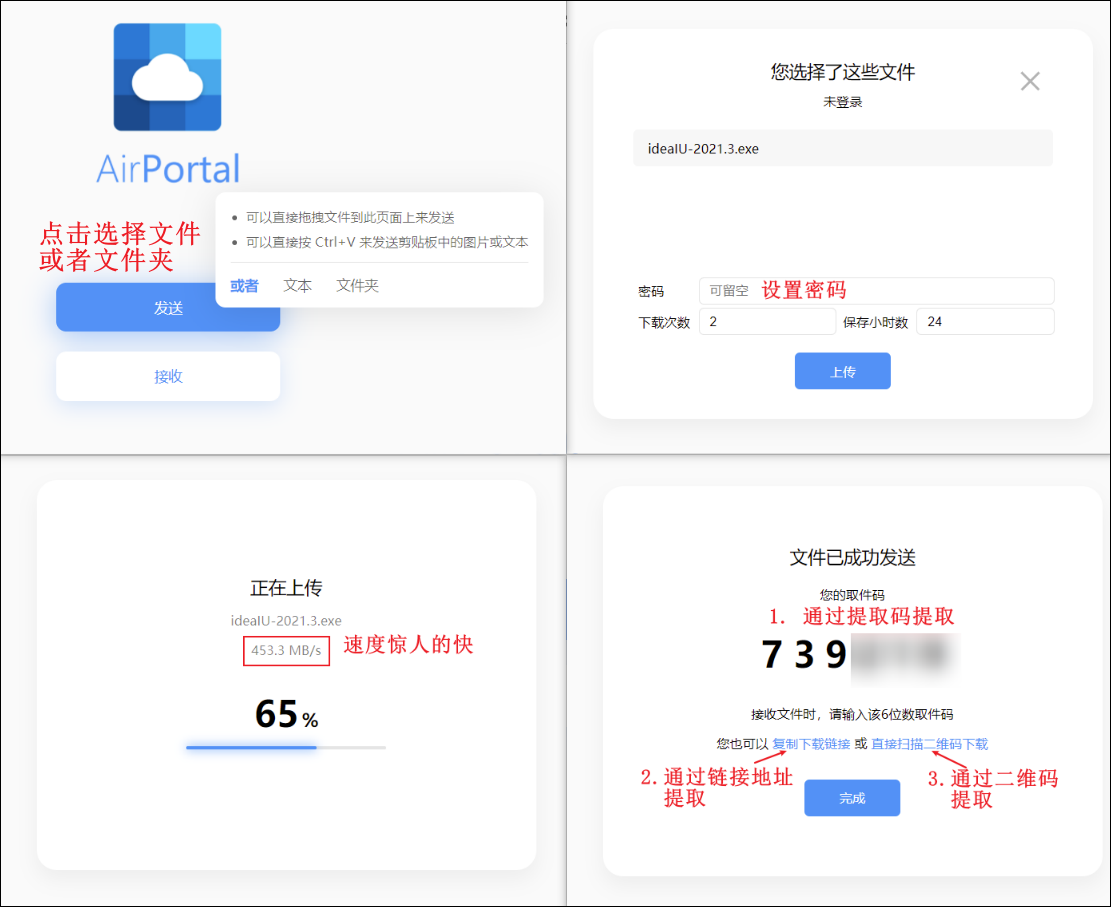 AirPortal
点击选择文件
或者文件夹
可以直接拖拽文件到此页面上来发送
可以直接按 Ctrl+V 来发送剪贴板中的图片或文本
或者 文本 文件夹
发送
接收
您选择了这些文件
未登录
ideaIU-2021.3.exe
密码 可留空 设置密码
下载次数 2 保存小时数 24
上传
正在上传
ideaIU-2021.3.exe
453.3 MB/s 速度惊人的快
65%
文件已成功发送
您的取件码
1. 通过提取码提取
739
接收文件时，请输入该6位数取件码
您也可以 复制下载链接 或 直接扫描二维码下载
2.通过链接地址
提取
3.通过二维码
提取
完成